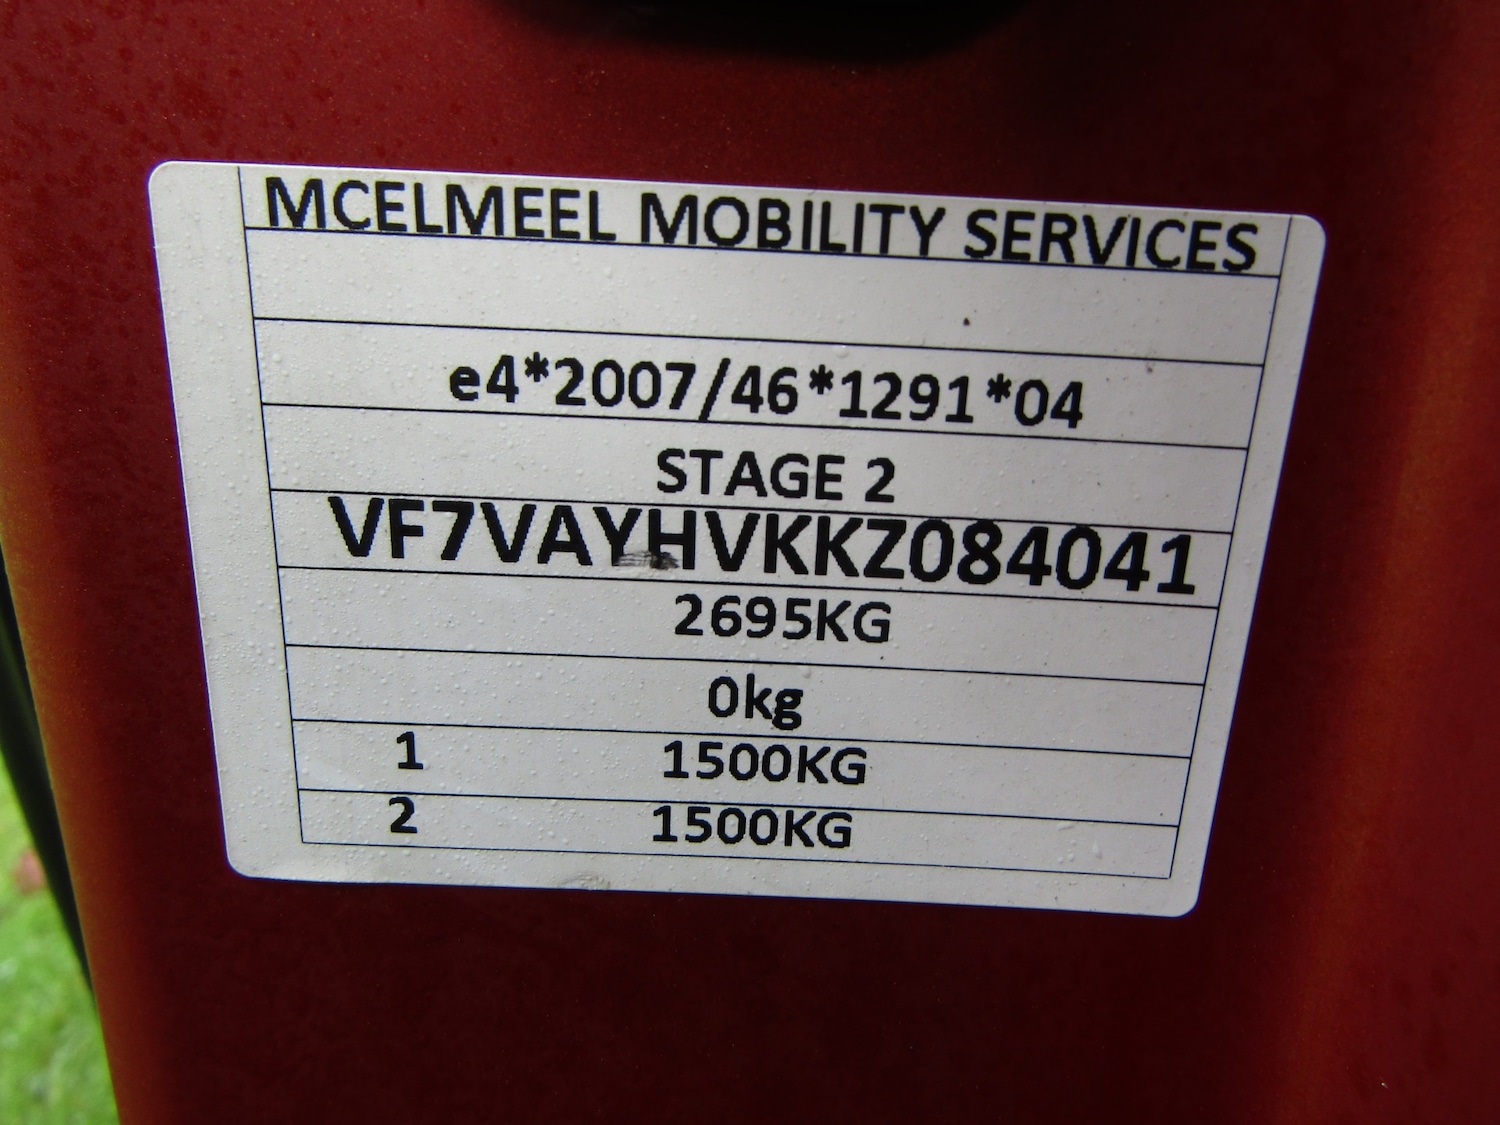 MCELMEEL MOBILITY SERVICES
e4*2007/46*1291*04
STAGE 2
VF7VAYHVKKZ084041
2695KG
0kg
1 1500KG
2 1500KG